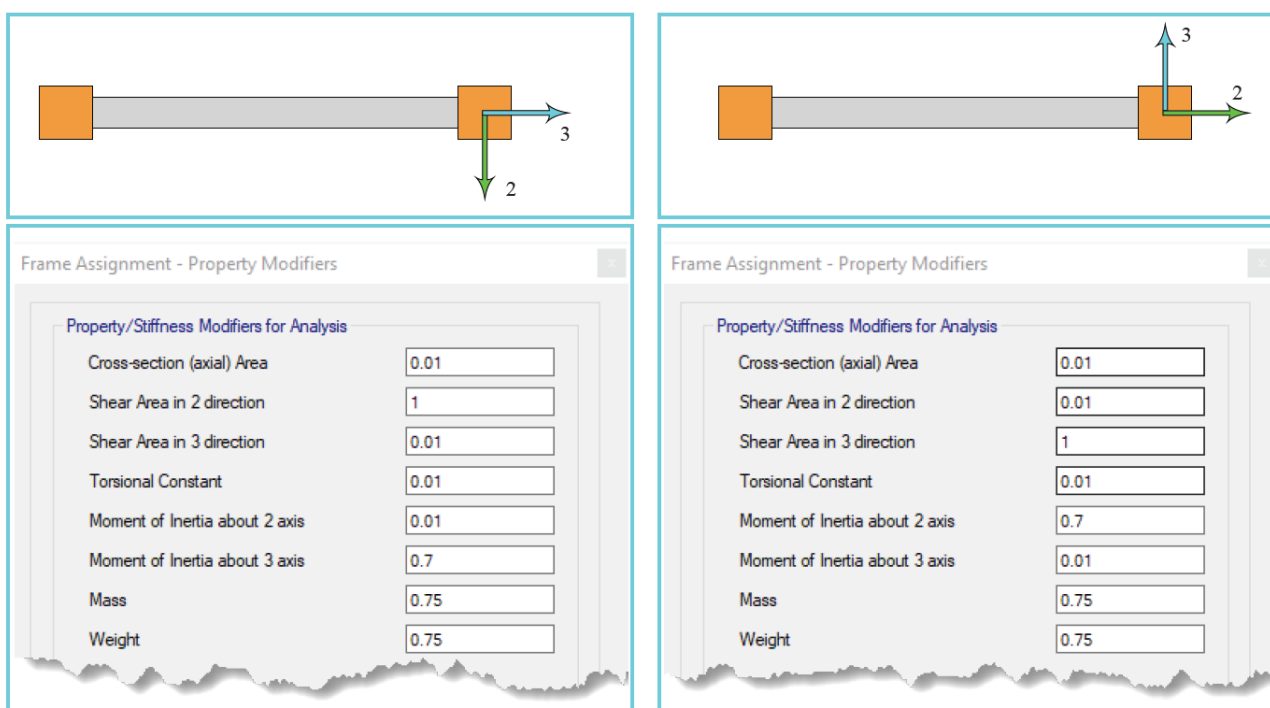 3
2
3
2
Frame Assignment - Property Modifiers
x
Property/Stiffness Modifiers for Analysis
Cross-section (axial) Area 0.01
Shear Area in 2 direction 1
Shear Area in 3 direction 0.01
Torsional Constant 0.01
Moment of Inertia about 2 axis 0.01
Moment of Inertia about 3 axis 0.7
Mass 0.75
Weight 0.75
Frame Assignment - Property Modifiers
x
Property/Stiffness Modifiers for Analysis
Cross-section (axial) Area 0.01
Shear Area in 2 direction 0.01
Shear Area in 3 direction 1
Torsional Constant 0.01
Moment of Inertia about 2 axis 0.7
Moment of Inertia about 3 axis 0.01
Mass 0.75
Weight 0.75